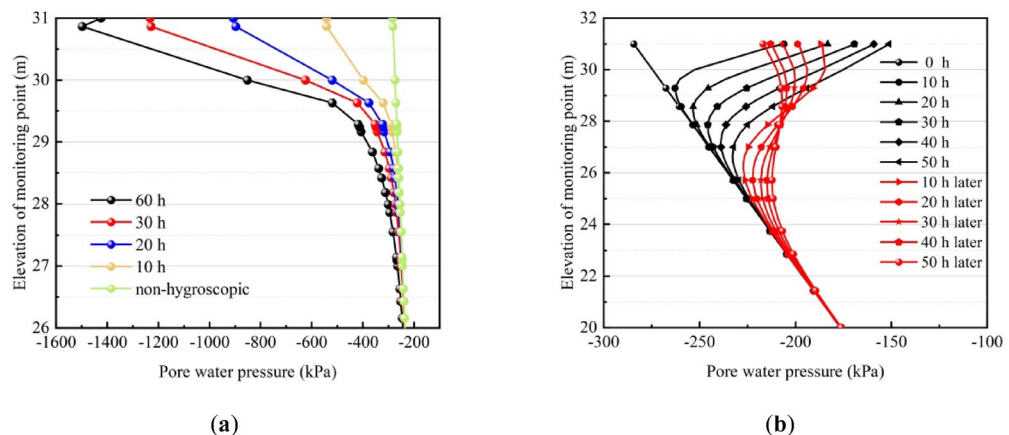 Elevation of monitoring point (m)
31
30
29
28
27
26
-1600 -1400 -1200 -1000 -800 -600 -400 -200
Pore water pressure (kPa)
60 h
30 h
20 h
10 h
non-hygroscopic
(a)
Elevation of monitoring point (m)
32
30
28
26
24
22
20
-300 -250 -200 -150 -100
Pore water pressure (kPa)
0 h
10 h
20 h
30 h
40 h
50 h
10 h later
20 h later
30 h later
40 h later
50 h later
(b)